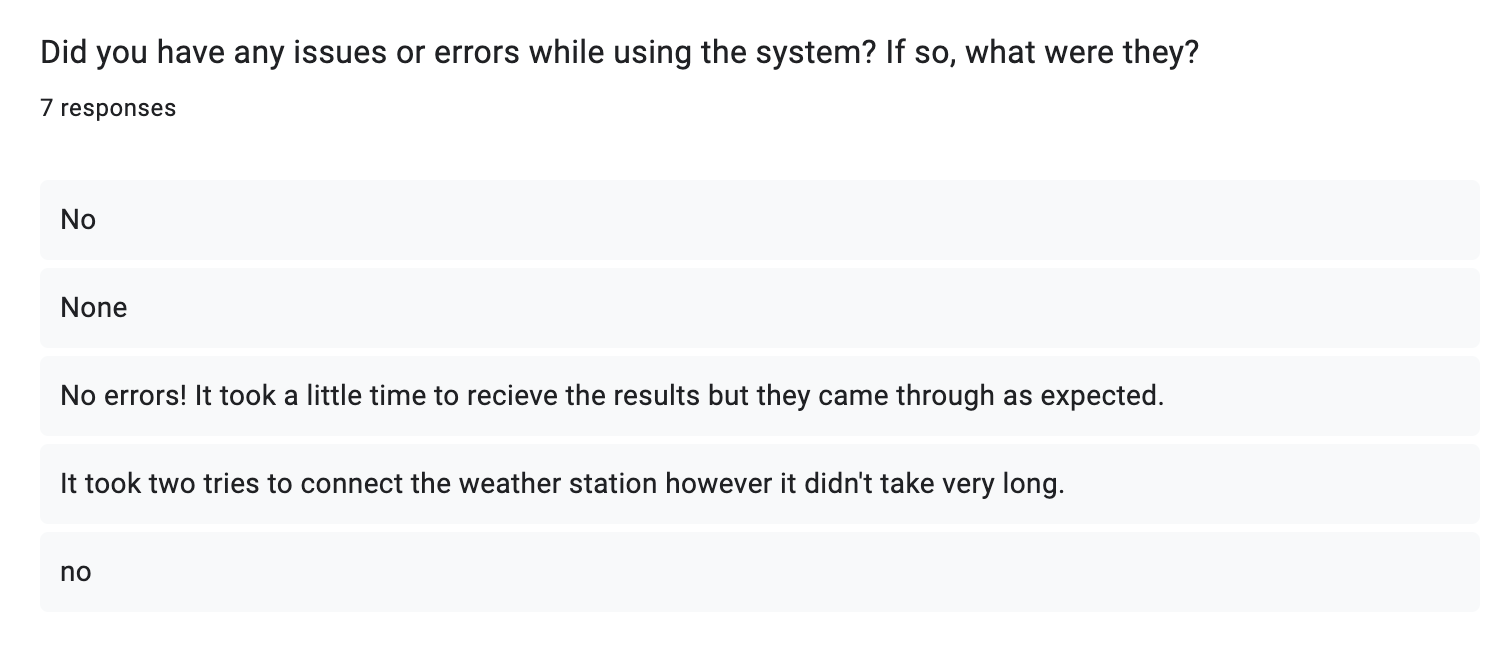 Did you have any issues or errors while using the system? If so, what were they?
7 responses
No
None
No errors! It took a little time to recieve the results but they came through as expected.
It took two tries to connect the weather station however it didn't take very long.
no